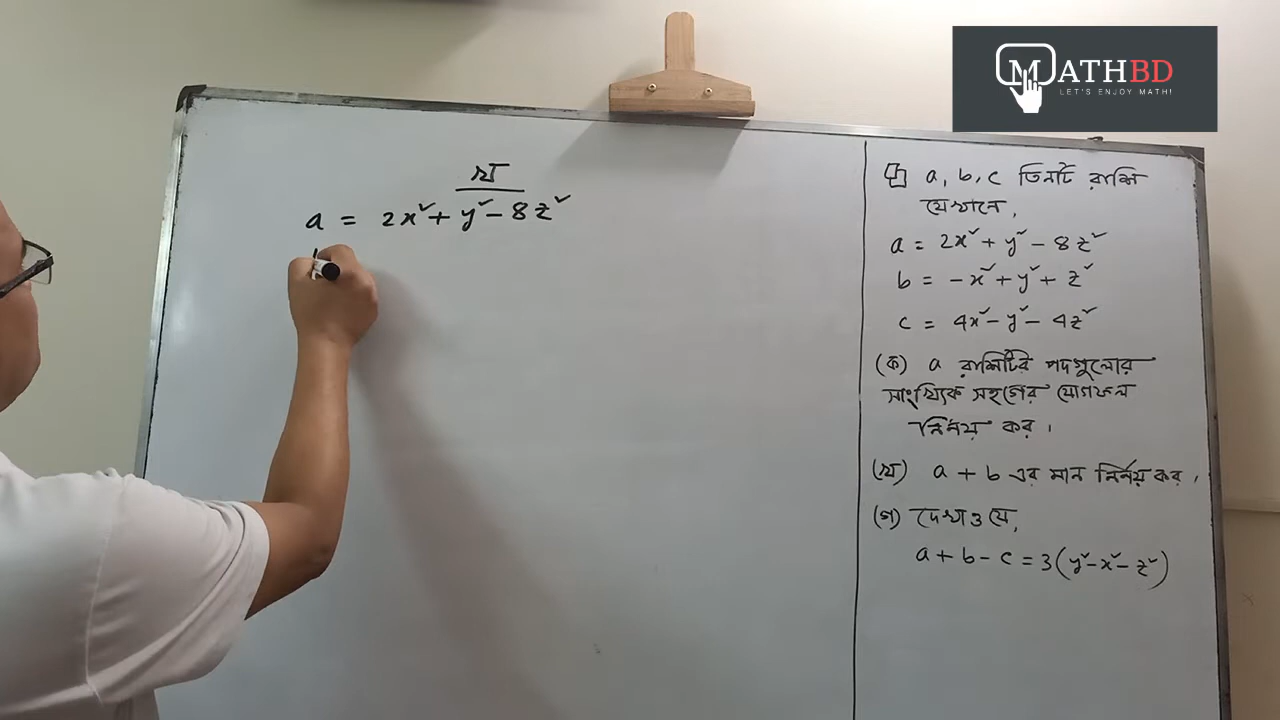 MATHBD
LET'S ENJOY MATH!
খ
a = 2x² + y² - 8z²
a, b, c তিনটি রাশি
যেখানে,
a = 2x² + y² - 8z²
b = -x² + y² + z²
c = 4x² - y² - 4z²
(ক) a রাশিটির পদগুলোর
সাংখ্যিক সহগের যোগফল
নির্ণয় কর।
(খ) a + b এর মান নির্ণয় কর।
(গ) দেখাও যে,
a + b - c = 3(y² - x² - z²)